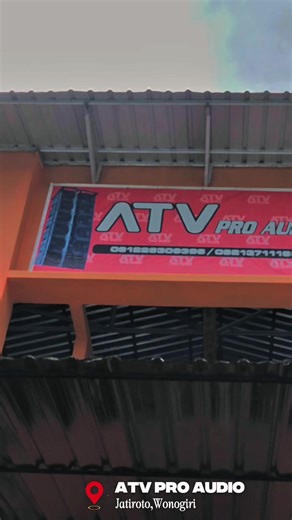 ATV PRO AU
ATV PRO AUDIO
Jatiroto,Wonogiri